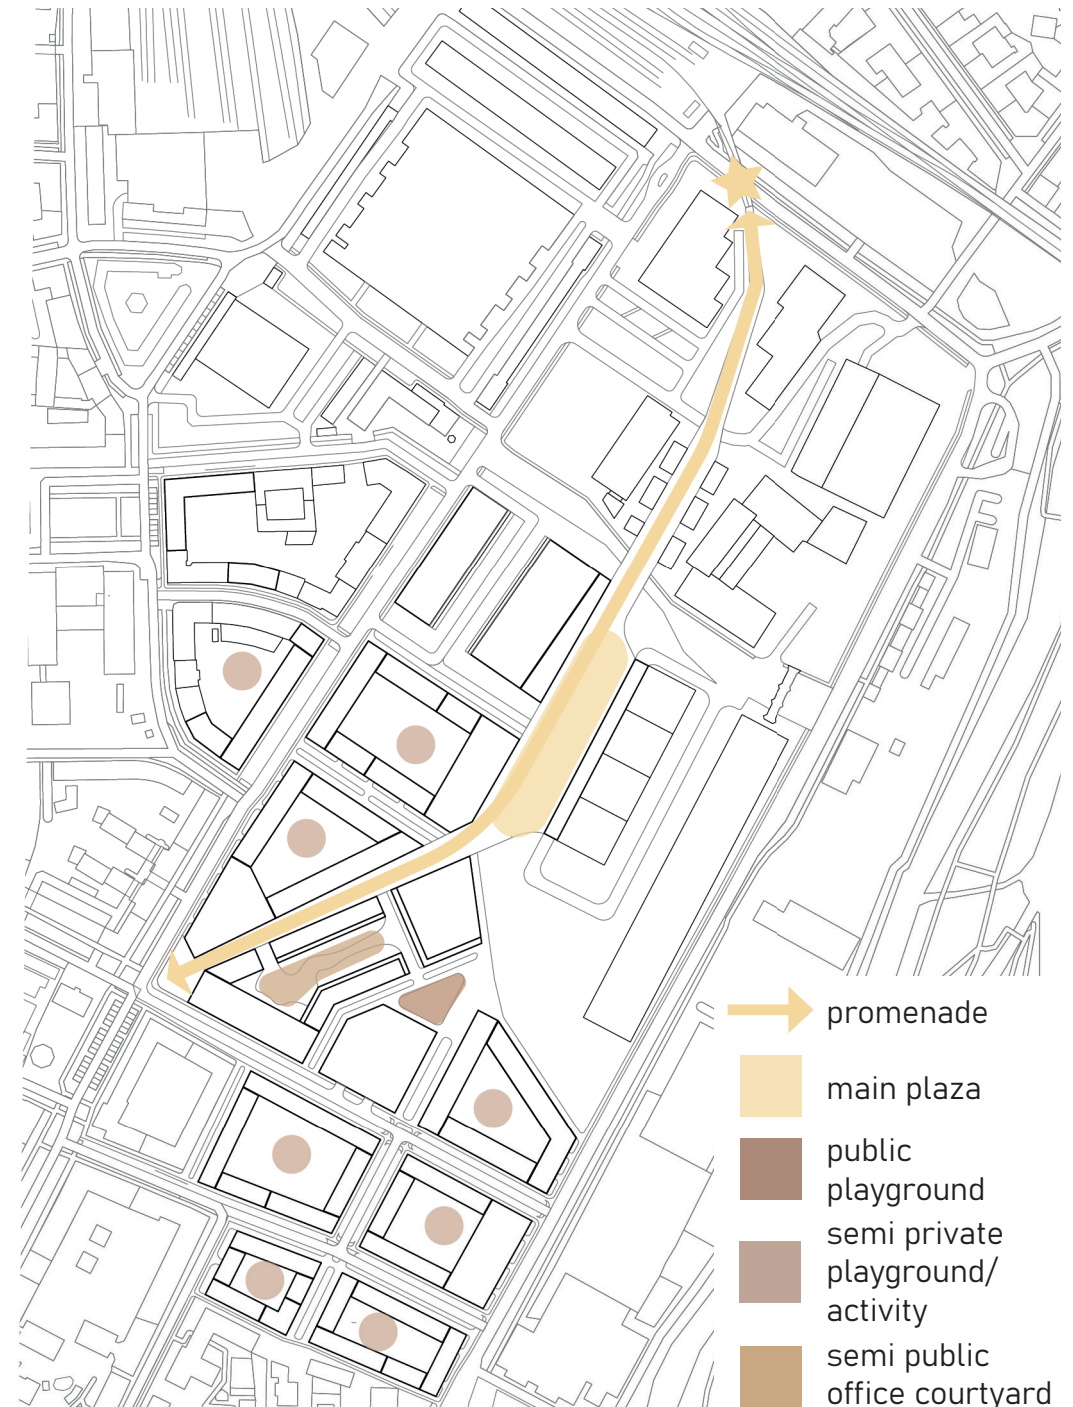 promenade
main plaza
public
playground
semi private
playground/
activity
semi public
office courtyard